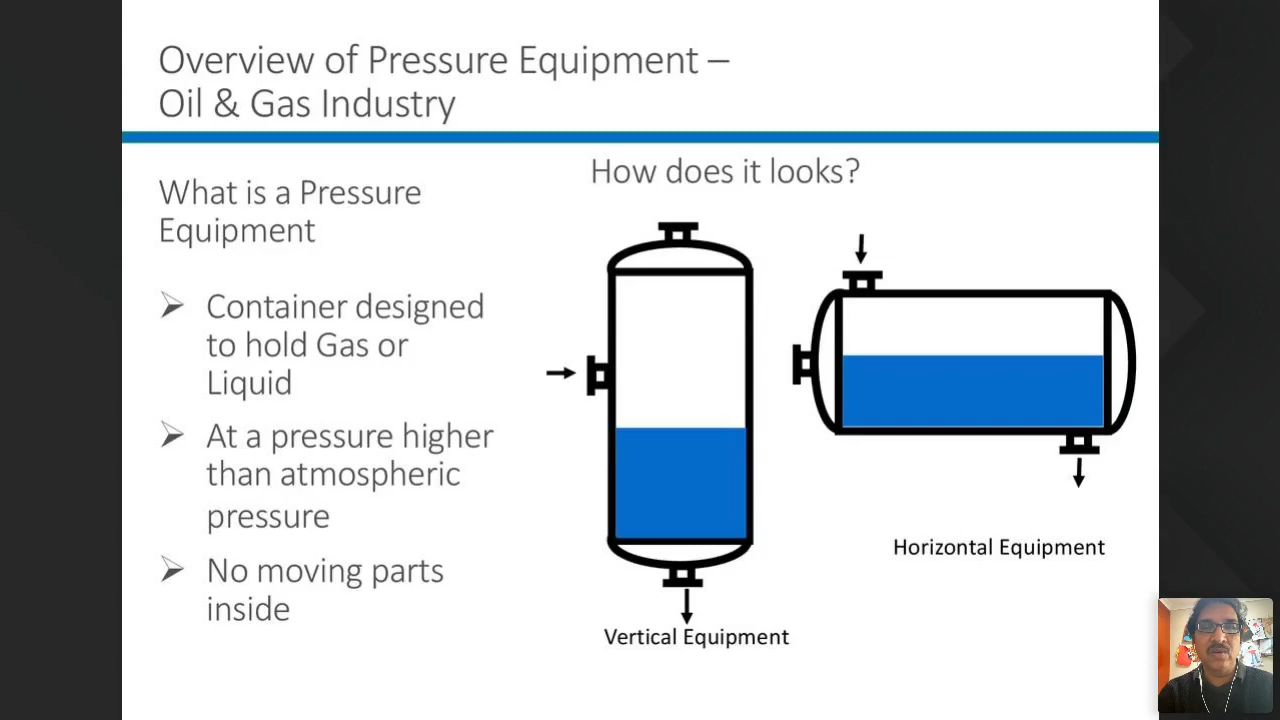 Overview of Pressure Equipment –
Oil & Gas Industry
What is a Pressure
Equipment
Container designed
to hold Gas or
Liquid
At a pressure higher
than atmospheric
pressure
No moving parts
inside
How does it looks?
Vertical Equipment
Horizontal Equipment